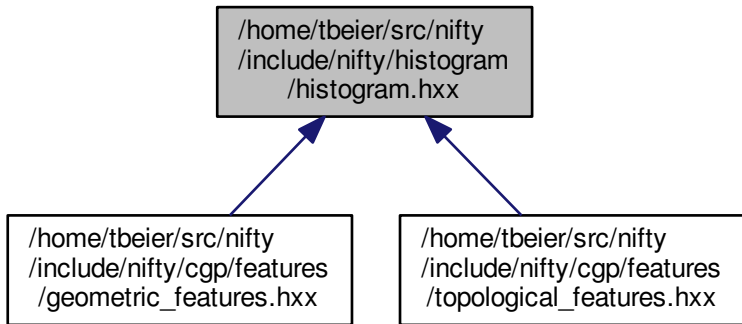 /home/tbeier/src/nifty
/include/nifty/histogram
/histogram.hxx
/home/tbeier/src/nifty
/include/nifty/cgp/features
/geometric_features.hxx
/home/tbeier/src/nifty
/include/nifty/cgp/features
/topological_features.hxx